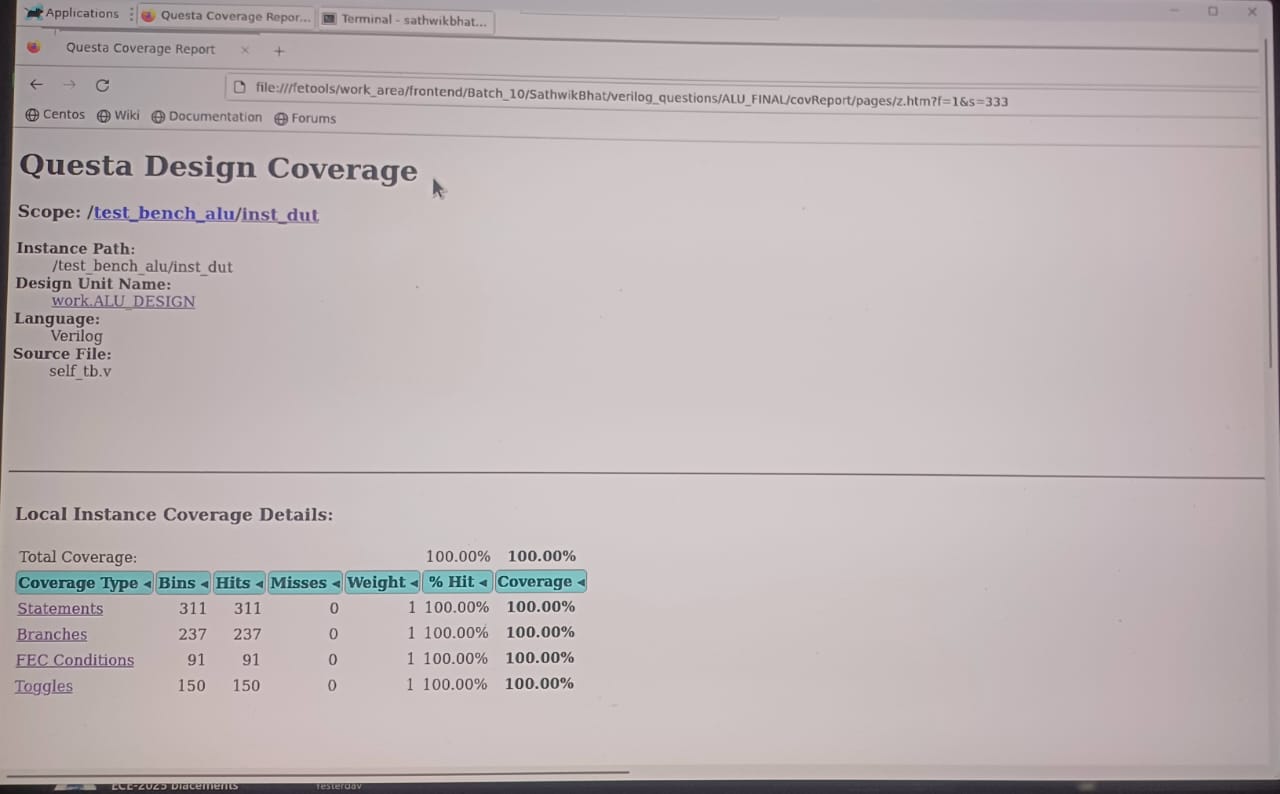 Applications
Questa Coverage Repor...
Terminal - sathwikbhat...
Questa Coverage Report × +
file:///fetools/work_area/frontend/Batch_10/SathwikBhat/verilog_questions/ALU_FINAL/covReport/pages/z.htm?f=1&s=333
Centos Wiki Documentation Forums
Questa Design Coverage
Scope: /test_bench_alu/inst_dut
Instance Path:
/test_bench_alu/inst_dut
Design Unit Name:
work.ALU_DESIGN
Language:
Verilog
Source File:
self_tb.v
Local Instance Coverage Details:
Total Coverage: 100.00% 100.00%
Coverage Type Bins Hits Misses Weight % Hit Coverage
Statements 311 311 0 1 100.00% 100.00%
Branches 237 237 0 1 100.00% 100.00%
FEC Conditions 91 91 0 1 100.00% 100.00%
Toggles 150 150 0 1 100.00% 100.00%
ECE-2025 Placements Yesterday